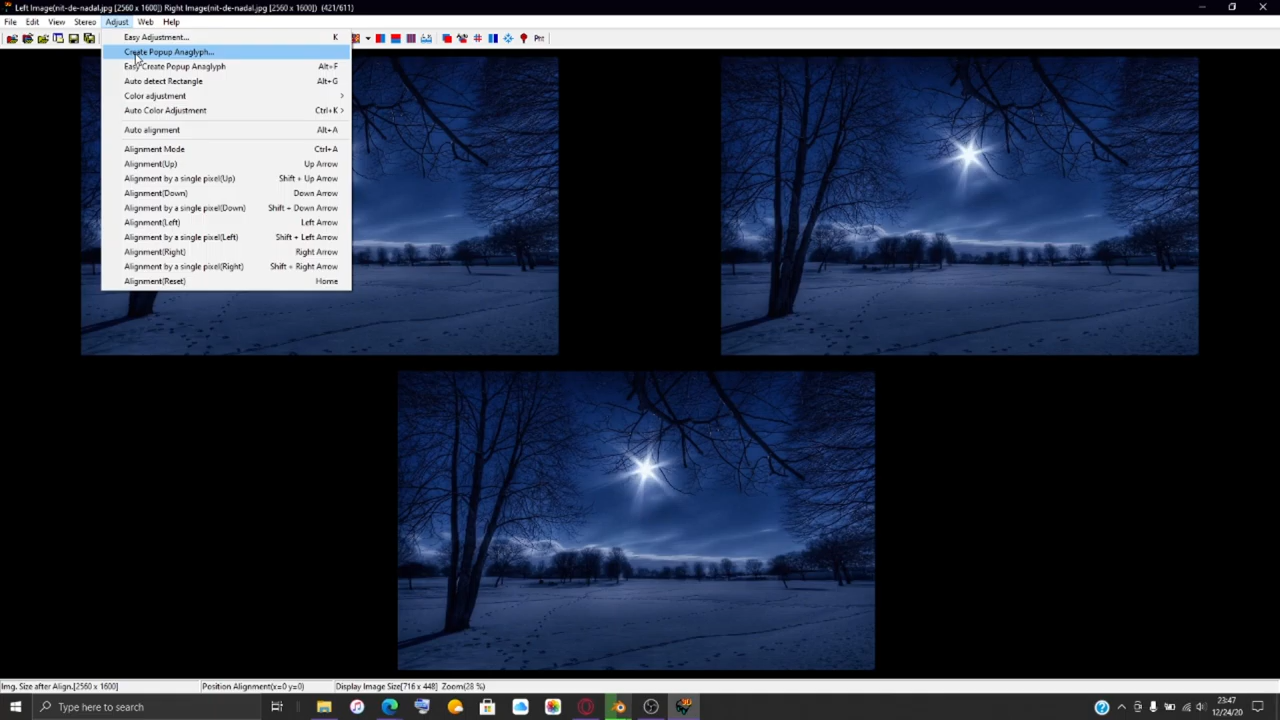 Left Image(nit-de-nadal.jpg [2560 x 1600]) Right Image(nit-de-nadal.jpg [2560 x 1600]) (421/611)
File Edit View Stereo Adjust Web Help
Easy Adjustment... K
Create Popup Anaglyph...
Easy Create Popup Anaglyph Alt+F
Auto detect Rectangle Alt+G
Color adjustment
Auto Color Adjustment Ctrl+K
Auto alignment Alt+A
Alignment Mode Ctrl+A
Alignment(Up) Up Arrow
Alignment by a single pixel(Up) Shift + Up Arrow
Alignment(Down) Down Arrow
Alignment by a single pixel(Down) Shift + Down Arrow
Alignment(Left) Left Arrow
Alignment by a single pixel(Left) Shift + Left Arrow
Alignment(Right) Right Arrow
Alignment by a single pixel(Right) Shift + Right Arrow
Alignment(Reset) Home
Img. Size after Align.[2560 x 1600] Position Alignment(x=0 y=0) Display Image Size[716 x 448] Zoom(28 %)
Type here to search
23:47
12/24/20